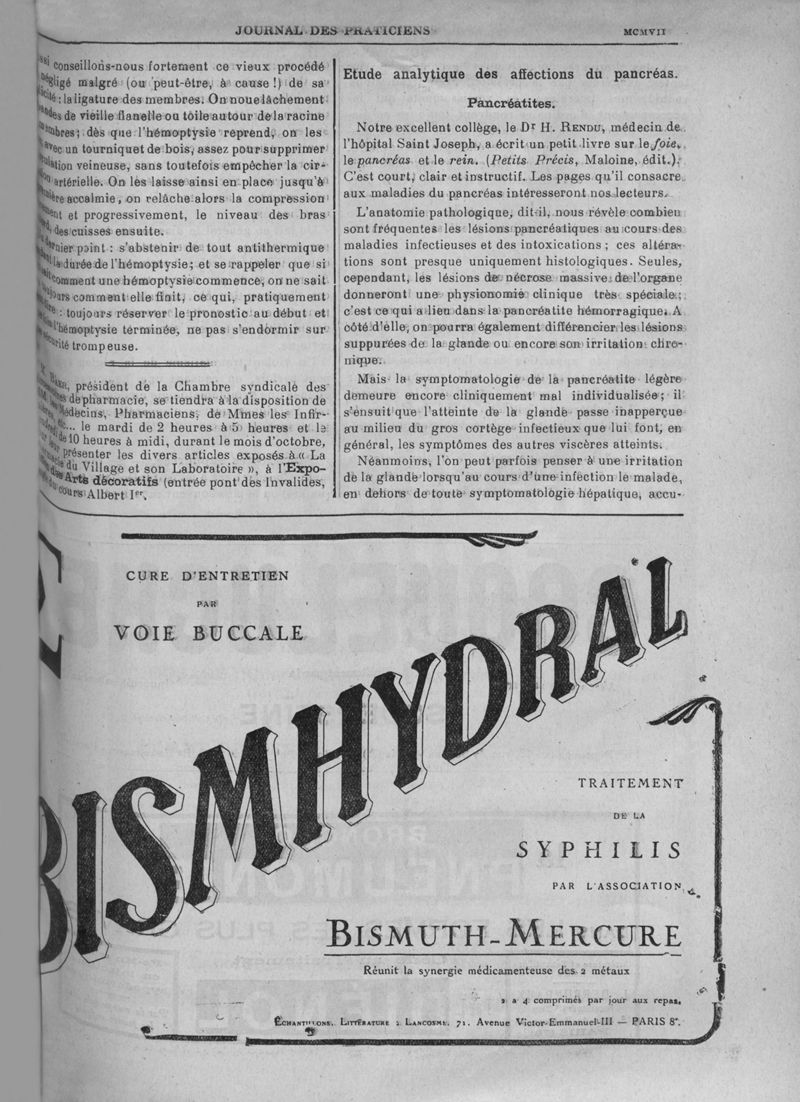 JOURNAL DES PRATICIENS
MCMVII
conseillons-nous fortement ce vieux procédé
malgré (ou peut-être, à cause !) de sa
: la ligature des membres. On noue lâchement
de vieille flanelle ou tôile autour de la racine
; dès que l'hémoptysie reprend, on les
avec un tourniquet de bois, assez pour supprimer
veineuse, sans toutefois empêcher la cir-
artérielle. On les laisse ainsi en place jusqu'à
accalmie, on relâche alors la compression
et progressivement, le niveau des bras
des cuisses ensuite.
point : s'abstenir de tout antithermique
la durée de l'hémoptysie; et se rappeler que si
comment une hémoptysie commence, on ne sait
comment elle finit, ce qui, pratiquement
: toujours réserver le pronostic au début et
l'hémoptysie terminée, ne pas s'endormir sur
trompeuse.
, président de la Chambre syndicale des
de pharmacie, se tiendra à la disposition de
Médecins, Pharmaciens, de Mmes les Infir-
... le mardi de 2 heures à 5 heures et le
de 10 heures à midi, durant le mois d'octobre,
présenter les divers articles exposés à « La
du Village et son Laboratoire », à l'Expo-
Arts décoratifs (entrée pont des Invalides,
cours Albert Ier.
Etude analytique des affections du pancréas.
Pancréatites.
Notre excellent collège, le Dr H. RENDU, médecin de
l'hôpital Saint Joseph, a écrit un petit livre sur le foie,
le pancréas et le rein. (Petits Précis, Maloine, édit.).
C'est court, clair et instructif. Les pages qu'il consacre
aux maladies du pancréas intéresseront nos lecteurs.
L'anatomie pathologique, dit-il, nous révèle combien
sont fréquentes les lésions pancréatiques au cours des
maladies infectieuses et des intoxications ; ces altéra-
tions sont presque uniquement histologiques. Seules,
cependant, les lésions de nécrose massive de l'organe
donneront une physionomie clinique très spéciale ;
c'est ce qui a lieu dans la pancréatite hémorragique. A
côté d'elle, on pourra également différencier les lésions
suppurées de la glande ou encore son irritation chro-
nique.
Mais la symptomatologie de la pancréatite légère
demeure encore cliniquement mal individualisée ; il
s'ensuit que l'atteinte de la glande passe inaperçue
au milieu du gros cortège infectieux que lui font, en
général, les symptômes des autres viscères atteints.
Néanmoins, l'on peut parfois penser à une irritation
de la glande lorsqu'au cours d'une infection le malade,
en dehors de toute symptomatologie hépatique, accu-
CURE D'ENTRETIEN
PAR
VOIE BUCCALE
BISMHYDRAL
TRAITEMENT
DE LA
SYPHILIS
PAR L'ASSOCIATION
BISMUTH-MERCURE
Réunit la synergie médicamenteuse des 2 métaux
2 a 4 comprimés par jour aux repas.
ÉCHANTILLONS, LITTÉRATURE : LANCOSME, 71, Avenue Victor-Emmanuel-III — PARIS 8e.